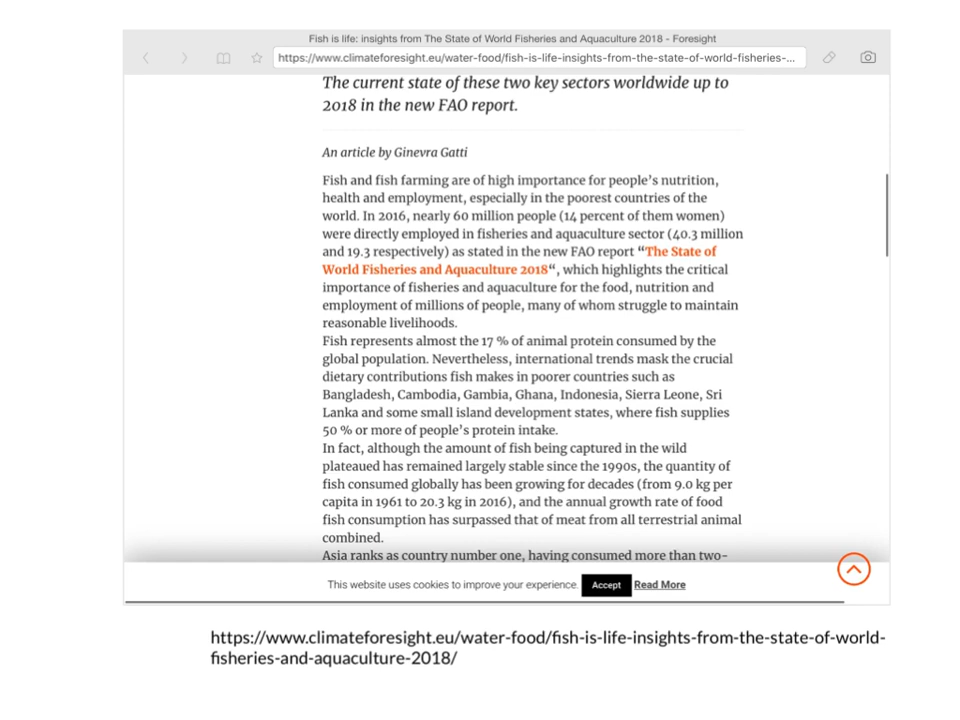 Fish is life: insights from The State of World Fisheries and Aquaculture 2018 - Foresight
https://www.climateforesight.eu/water-food/fish-is-life-insights-from-the-state-of-world-fisheries-...
The current state of these two key sectors worldwide up to
2018 in the new FAO report.
An article by Ginevra Gatti
Fish and fish farming are of high importance for people’s nutrition,
health and employment, especially in the poorest countries of the
world. In 2016, nearly 60 million people (14 percent of them women)
were directly employed in fisheries and aquaculture sector (40.3 million
and 19.3 respectively) as stated in the new FAO report “The State of
World Fisheries and Aquaculture 2018“, which highlights the critical
importance of fisheries and aquaculture for the food, nutrition and
employment of millions of people, many of whom struggle to maintain
reasonable livelihoods.
Fish represents almost the 17 % of animal protein consumed by the
global population. Nevertheless, international trends mask the crucial
dietary contributions fish makes in poorer countries such as
Bangladesh, Cambodia, Gambia, Ghana, Indonesia, Sierra Leone, Sri
Lanka and some small island development states, where fish supplies
50 % or more of people’s protein intake.
In fact, although the amount of fish being captured in the wild
plateaued has remained largely stable since the 1990s, the quantity of
fish consumed globally has been growing for decades (from 9.0 kg per
capita in 1961 to 20.3 kg in 2016), and the annual growth rate of food
fish consumption has surpassed that of meat from all terrestrial animal
combined.
Asia ranks as country number one, having consumed more than two-
This website uses cookies to improve your experience Accept Read More
https://www.climateforesight.eu/water-food/fish-is-life-insights-from-the-state-of-world-
fisheries-and-aquaculture-2018/